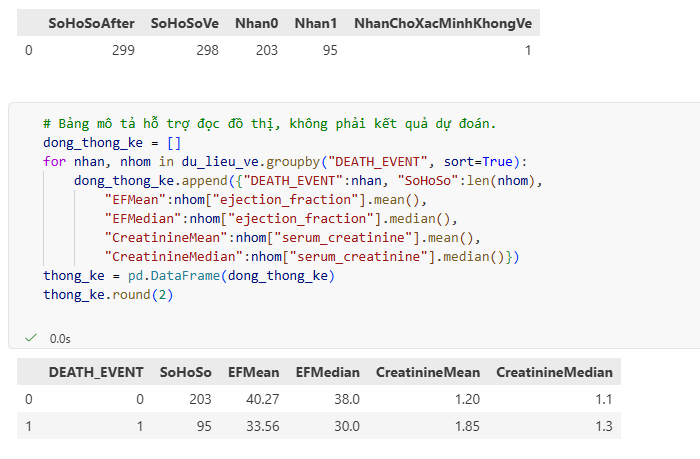 SoHoSoAfter SoHoSoVe Nhan0 Nhan1 NhanChoXacMinhKhongVe
0 299 298 203 95 1
# Bảng mô tả hỗ trợ đọc đồ thị, không phải kết quả dự đoán.
dong_thong_ke = []
for nhan, nhom in du_lieu_ve.groupby("DEATH_EVENT", sort=True):
    dong_thong_ke.append({"DEATH_EVENT":nhan, "SoHoSo":len(nhom),
        "EFMean":nhom["ejection_fraction"].mean(),
        "EFMedian":nhom["ejection_fraction"].median(),
        "CreatinineMean":nhom["serum_creatinine"].mean(),
        "CreatinineMedian":nhom["serum_creatinine"].median()})
thong_ke = pd.DataFrame(dong_thong_ke)
thong_ke.round(2)
0.0s
DEATH_EVENT SoHoSo EFMean EFMedian CreatinineMean CreatinineMedian
0 0 203 40.27 38.0 1.20 1.1
1 1 95 33.56 30.0 1.85 1.3